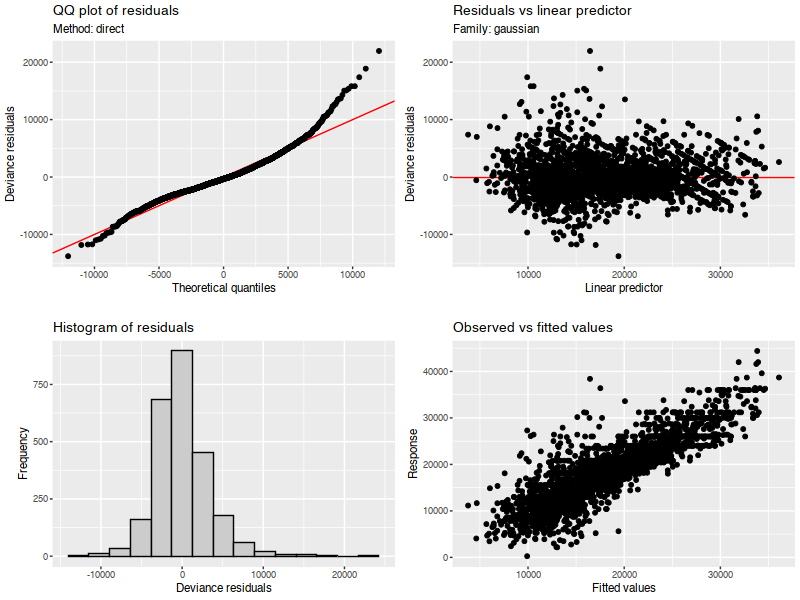 QQ plot of residuals
Method: direct
20000
10000
0
-10000
-10000
-5000
0
5000
10000
Theoretical quantiles
Deviance residuals
Residuals vs linear predictor
Family: gaussian
20000
10000
0
-10000
10000
20000
30000
Linear predictor
Deviance residuals
Histogram of residuals
750
500
250
0
-10000
0
10000
20000
Deviance residuals
Frequency
Observed vs fitted values
40000
30000
20000
10000
0
10000
20000
30000
Fitted values
Response